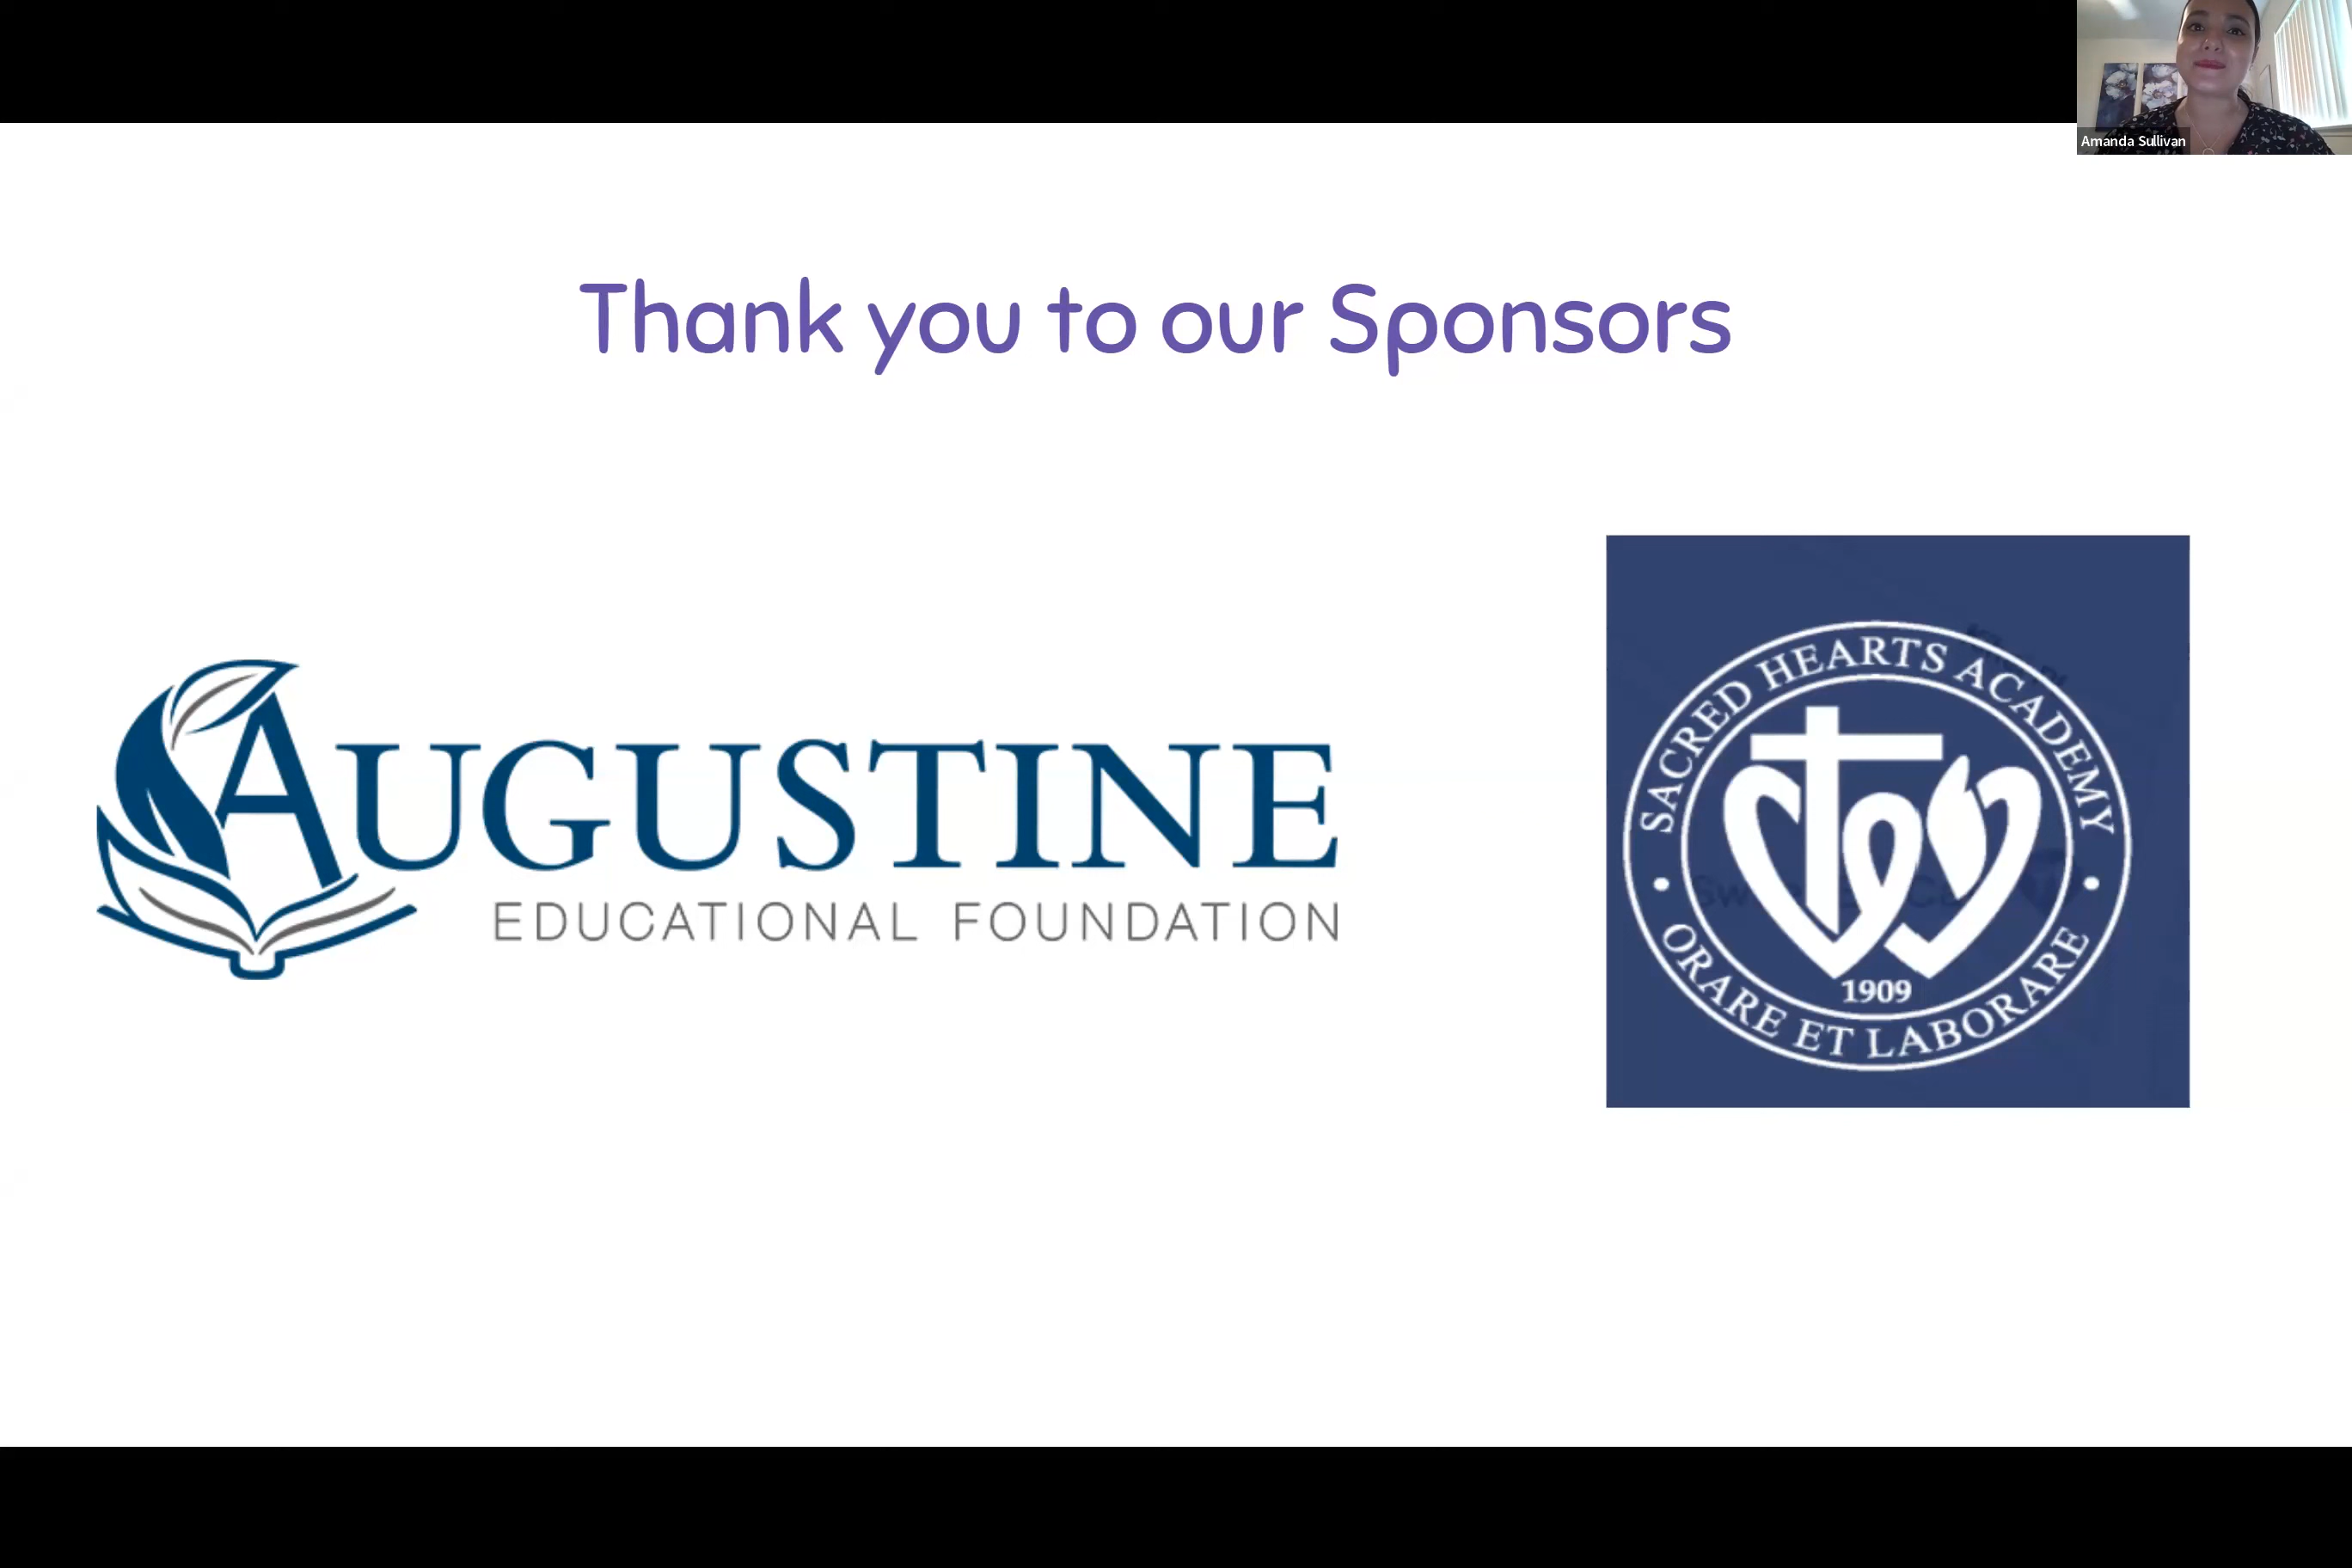 Amanda Sullivan
Thank you to our Sponsors
AUGUSTINE
EDUCATIONAL FOUNDATION
SACRED HEARTS ACADEMY
1909
ORARE ET LABORARE